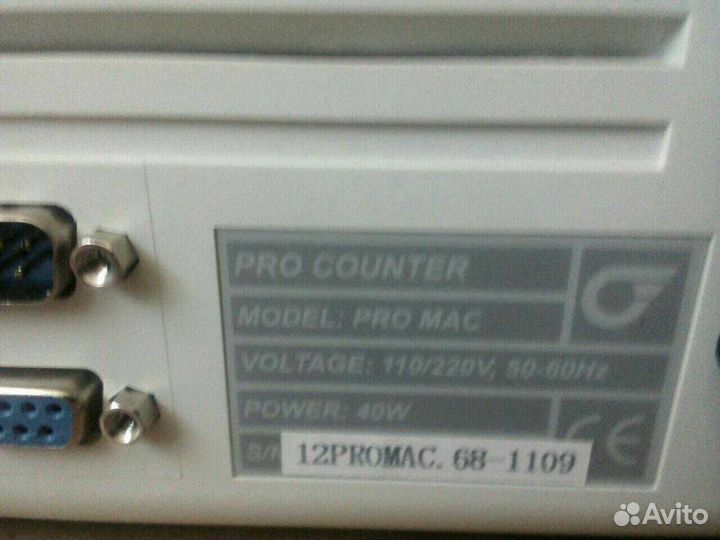 PRO COUNTER
MODEL: PRO MAC
VOLTAGE: 110/220V, 50-60Hz
POWER: 40W
S/N 12PROMAC.68-1109
CE
Avito